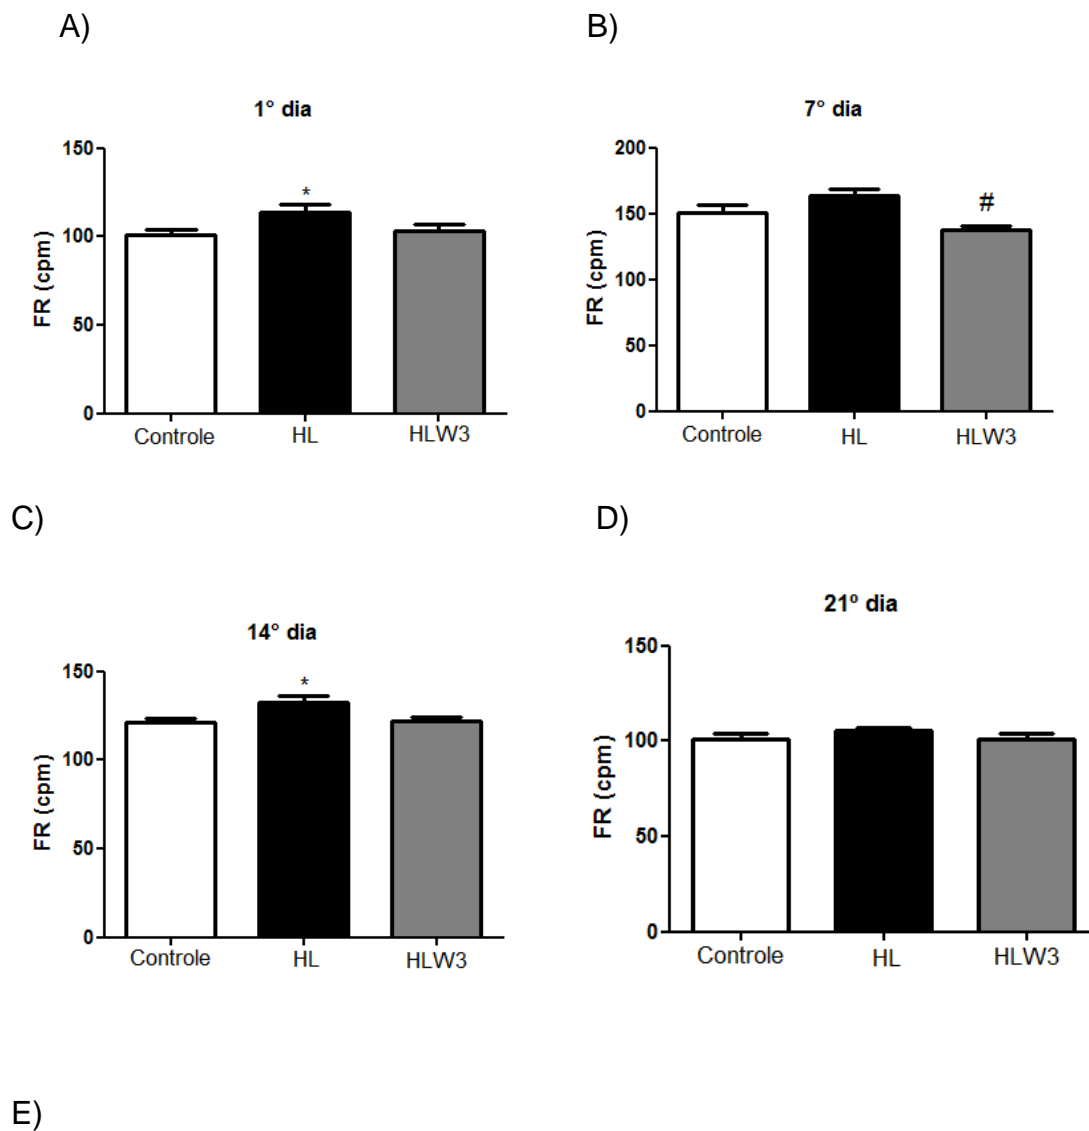 A)
B)
1° dia
150
100
50
0
FR (cpm)
*
Controle
HL
HLW3
7° dia
200
150
100
50
0
FR (cpm)
#
Controle
HL
HLW3
C)
D)
14° dia
150
100
50
0
FR (cpm)
*
Controle
HL
HLW3
21º dia
150
100
50
0
FR (cpm)
Controle
HL
HLW3
E)